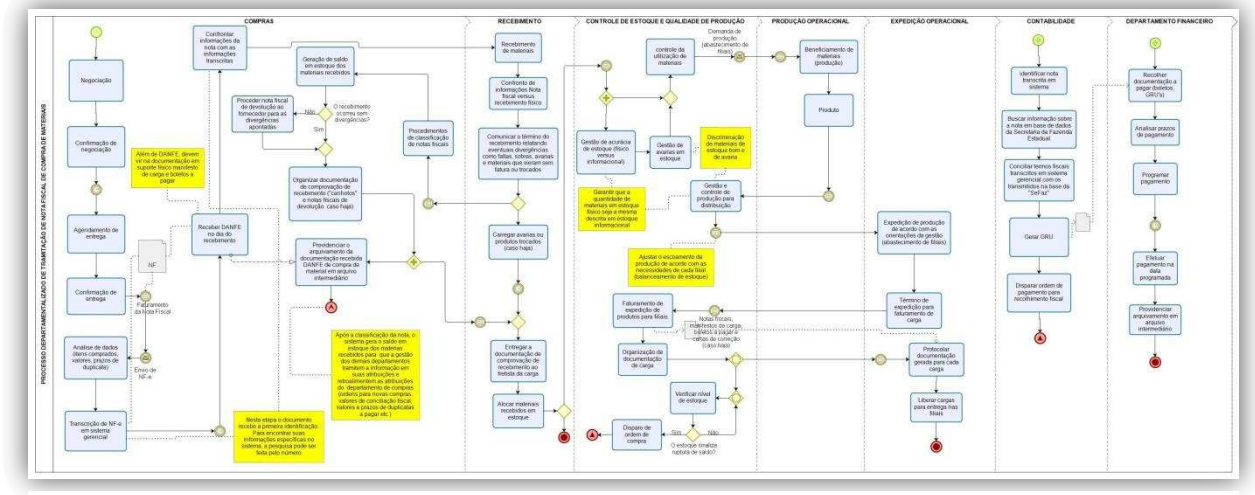 PROCESSO DEPARTAMENTALIZADO DE TRAMITAÇÃO DE NOTA FISCAL DE COMPRA DE MATERIAIS
COMPRAS
Negociação
Confirmação de
negociação
Agendamento de
entrega
Confirmação de
entrega
Faturamento
da Nota Fiscal
NF
Envio de
NF-e
Análise de dados
(itens comprados,
valores, prazos de
duplicata)
Transcrição de NF-e
em sistema
gerencial
Além de DANFE, devem
vir na documentação em
suporte físico manifesto
de carga e boletos a
pagar
Receber DANFE
no dia do
recebimento
Confrontar
informações da
nota com as
informações
transcritas
Nesta etapa o documento
recebe a primeira identificação.
Para encontrar suas
informações específicas no
sistema, a pesquisa pode ser
feita pelo número
Geração de saldo
em estoque dos
materiais recebidos
O recebimento
ocorreu sem
divergências?
Não
Sim
Proceder nota fiscal
de devolução ao
fornecedor para as
divergências
apontadas
Procedimentos
de classificação
de notas fiscais
Organizar documentação
de comprovação de
recebimento ("canhotos"
e notas fiscais de
devolução caso haja)
Providenciar o
arquivamento da
documentação recebida
DANFE de compra de
material em arquivo
intermediário
Após a classificação da nota, o
sistema gera o saldo em
estoque dos materias
recebidos para que a gestão
dos demais departamentos
tramitem a informação em
suas atribuições e
retroalimentem as atribuições
do departamento de compras
(ordens para novas compras,
valores de conciliação fiscal,
valores e prazos de duplicatas
a pagar etc.)
RECEBIMENTO
Recebimento
de materiais
Confronto de
informações Nota
fiscal versus
recebimento físico
Comunicar o término do
recebimento relatando
eventuais divergências
como faltas, sobras, avarias
e materiais que vieram sem
fatura ou trocados
Carregar avarias ou
produtos trocados
(caso haja)
Entregar a
documentação de
comprovação de
recebimento ao
fretista da carga
Alocar materiais
recebidos em
estoque
CONTROLE DE ESTOQUE E QUALIDADE DE PRODUÇÃO
controle da
utilização de
materiais
Demanda de
produção
(abastecimento de
filiais)
Gestão de acurácia
de estoque (físico
versus
informacional)
Gestão de
avarias em
estoque
Discriminação
de materiais de
estoque bom e
de avaria
Garantir que a
quantidade de
materiais em estoque
físico seja a mesma
descrita em estoque
informacional
Gestão e
controle de
produção para
distribuição
Ajustar o escoamento da
produção de acordo com as
necessidades de cada filial
(balanceamento de estoque)
Faturamento de
expedição de
produtos para filiais
Notas fiscais,
manifestos de carga,
boletos a pagar e
cartas de correção
(caso haja)
Organização de
documentação de
carga
Verificar nível
de estoque
Sim
Não
O estoque sinaliza
ruptura de saldo?
Disparo de
ordem de
compra
PRODUÇÃO OPERACIONAL
Beneficiamento de
materiais
(produção)
Produto
EXPEDIÇÃO OPERACIONAL
Expedição de produção
de acordo com as
orientações da gestão
(abastecimento de filiais)
Término de
expedição para
faturamento de
carga
Protocolar
documentação
gerada para cada
carga
Liberar cargas
para entrega nas
filiais
CONTABILIDADE
identificar nota
transcrita em
sistema
Buscar informação sobre
a nota em base de dados
da Secretaria da Fazenda
Estadual
Conciliar termos fiscais
transcritos em sistema
gerencial com os
transmitidos na base da
"SeFaz"
Gerar GRU
Disparar ordem de
pagamento para
recolhimento fiscal
DEPARTAMENTO FINANCEIRO
Recolher
documentação a
pagar (boletos,
GRU's)
Analisar prazos
de pagamento
Programar
pagamento
Efetuar
pagamento na
data
programada
Providenciar
arquivamento em
arquivo
intermediário